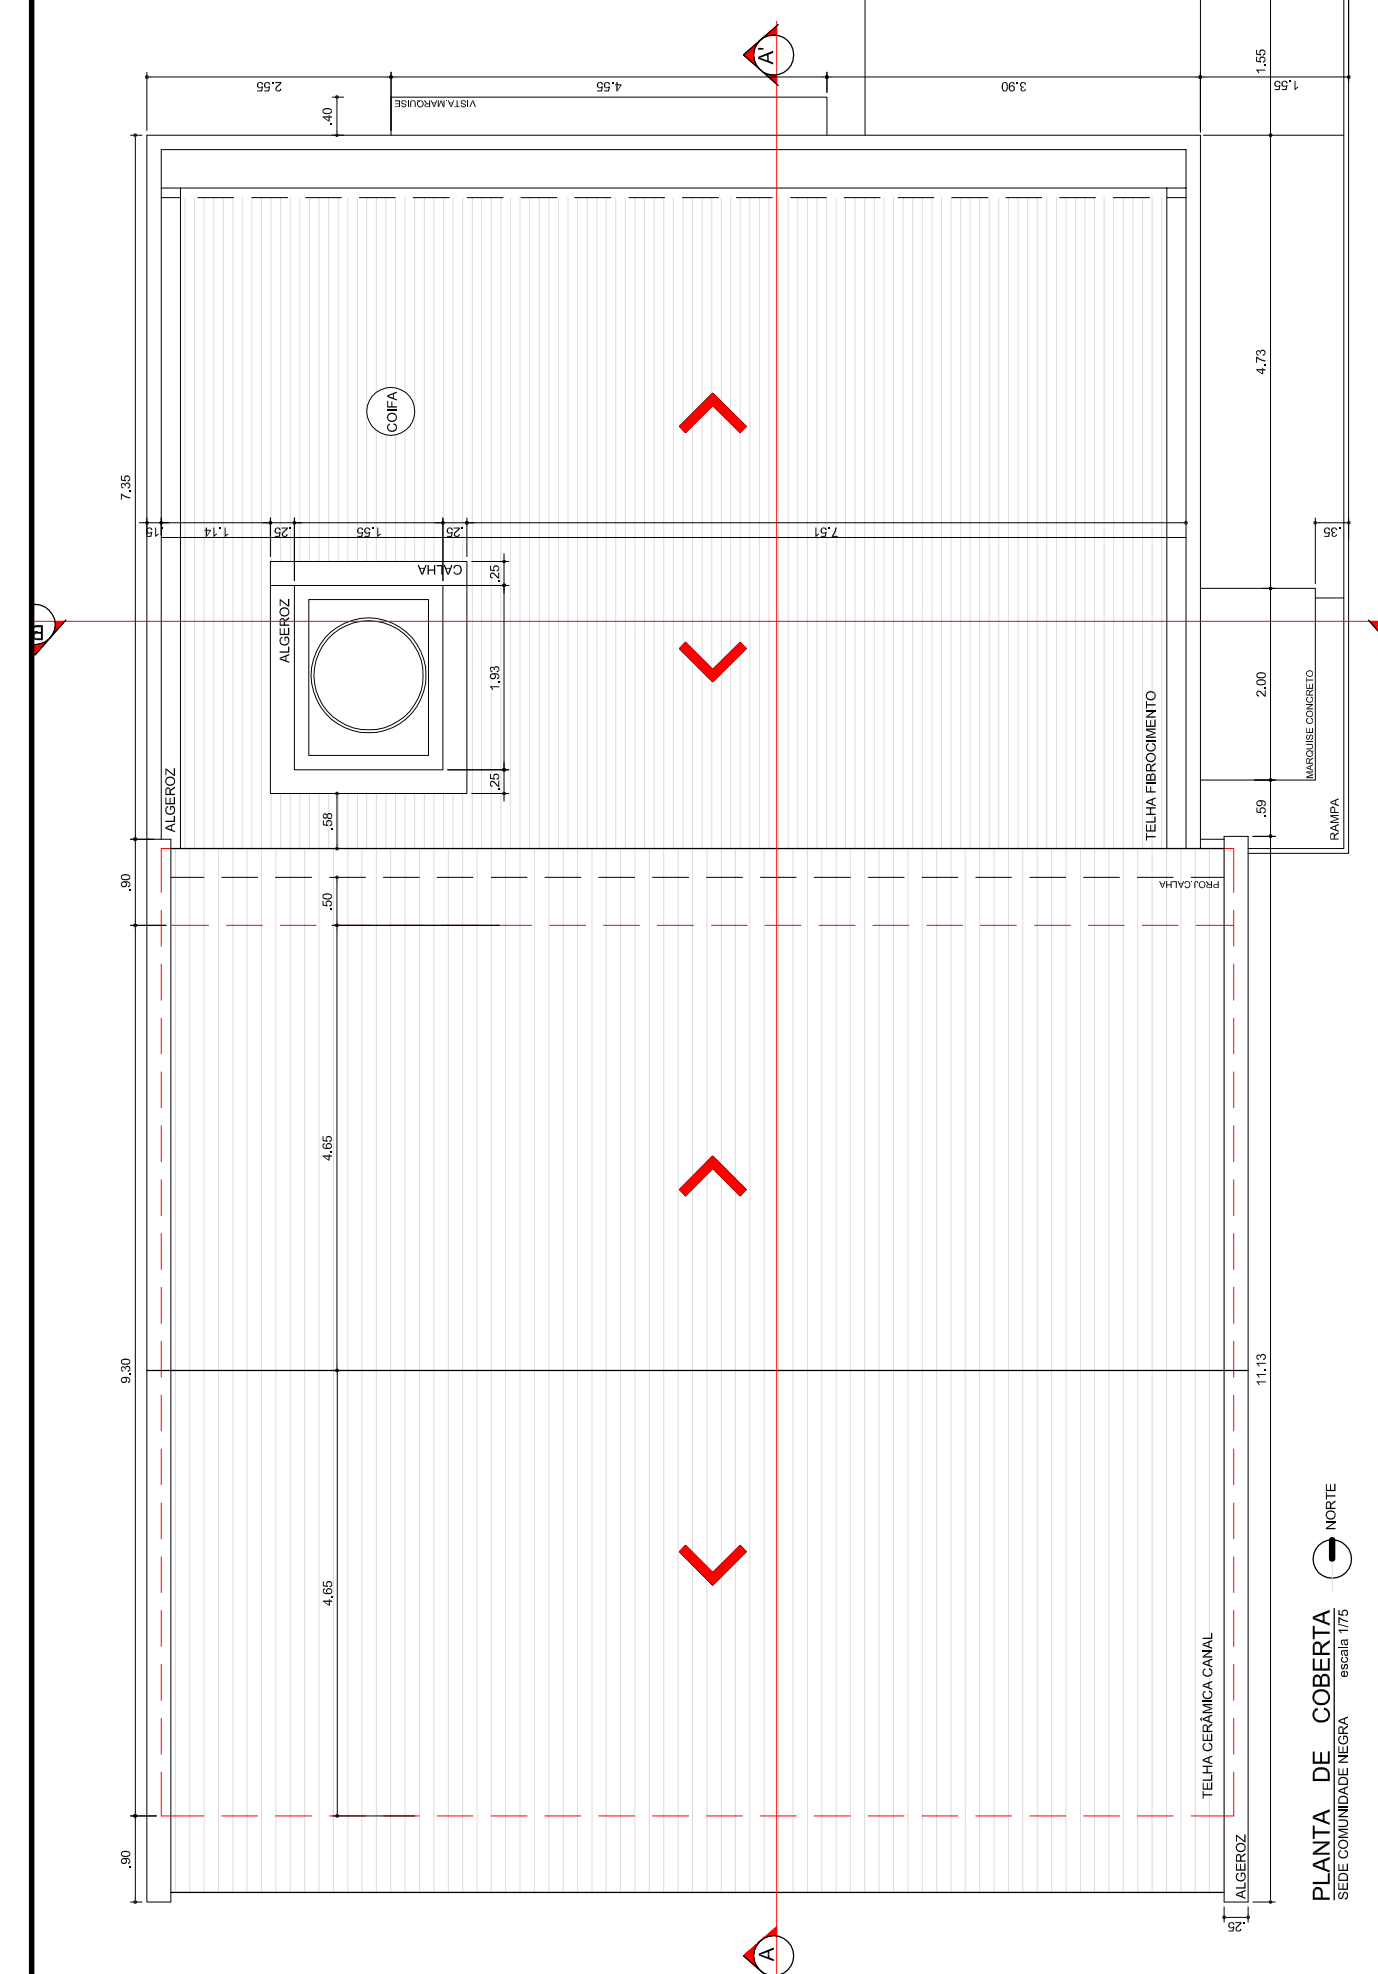 A'
2.55
4.55
3.90
1.55
1.55
.40
VISTA.MARQUISE
COIFA
4.73
7.35
.15
1.14
.25
1.55
.25
7.51
.35
CALHA
.25
ALGEROZ
B
1.93
2.00
MARQUISE CONCRETO
TELHA FIBROCIMENTO
ALGEROZ
.25
.58
.59
RAMPA
.90
.50
PROJ.CALHA
4.65
9.30
11.13
4.65
NORTE
TELHA CERÂMICA CANAL
PLANTA DE COBERTA
SEDE COMUNIDADE NEGRA escala 1/75
.90
ALGEROZ
.25
A